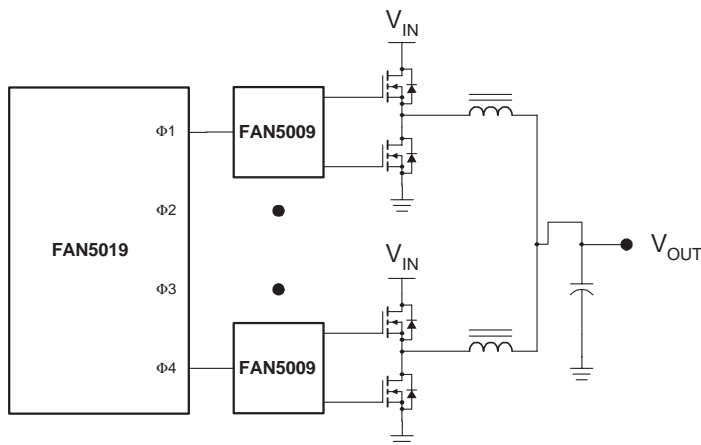 V_IN
Φ1
FAN5009
Φ2
FAN5019
V_IN
V_OUT
Φ3
Φ4
FAN5009